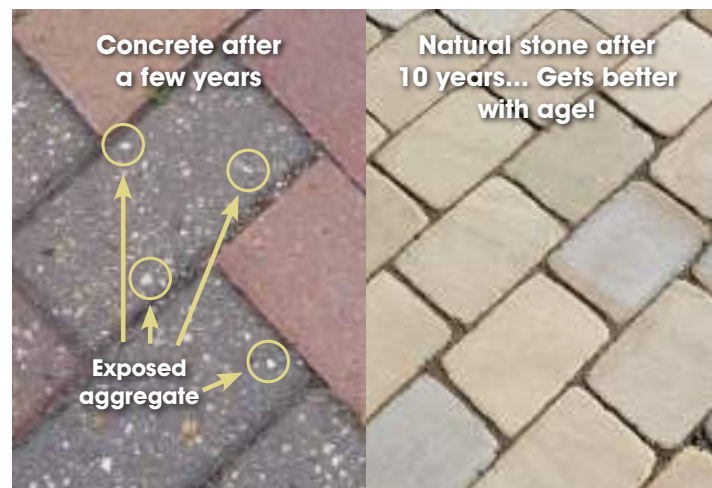 Concrete after
a few years
Natural stone after
10 years... Gets better
with age!
Exposed
aggregate